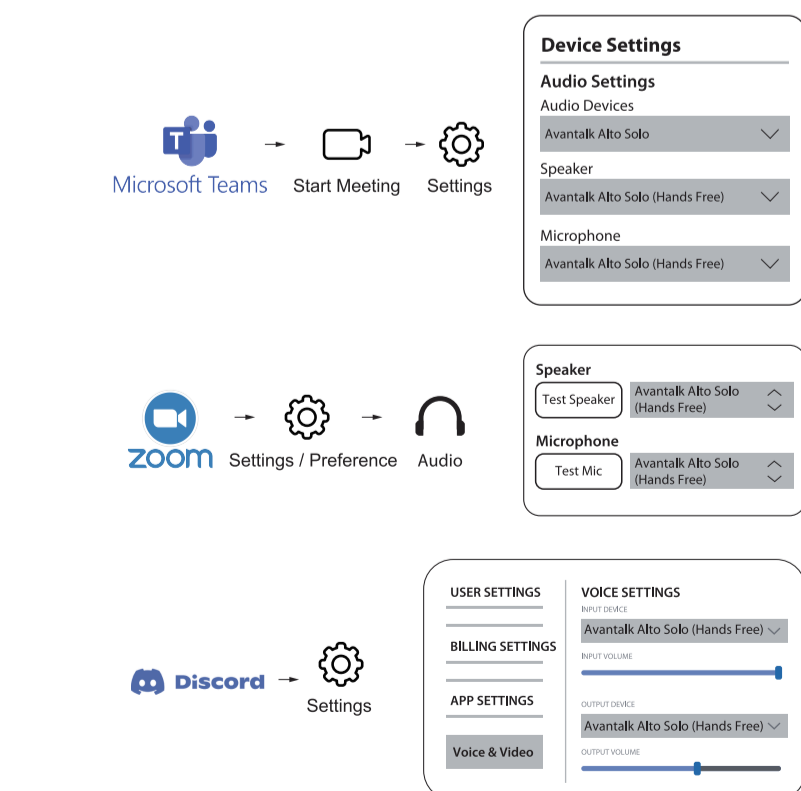 Device Settings
Audio Settings
Audio Devices
Avantalk Alto Solo
Speaker
Avantalk Alto Solo (Hands Free)
Microphone
Avantalk Alto Solo (Hands Free)
T
Microsoft Teams
Start Meeting
Settings
Speaker
Test Speaker
Avantalk Alto Solo
(Hands Free)
Microphone
Test Mic
Avantalk Alto Solo
(Hands Free)
zoom
Settings / Preference
Audio
Discord
Settings
USER SETTINGS
BILLING SETTINGS
APP SETTINGS
Voice & Video
VOICE SETTINGS
INPUT DEVICE
Avantalk Alto Solo (Hands Free)
INPUT VOLUME
OUTPUT DEVICE
Avantalk Alto Solo (Hands Free)
OUTPUT VOLUME